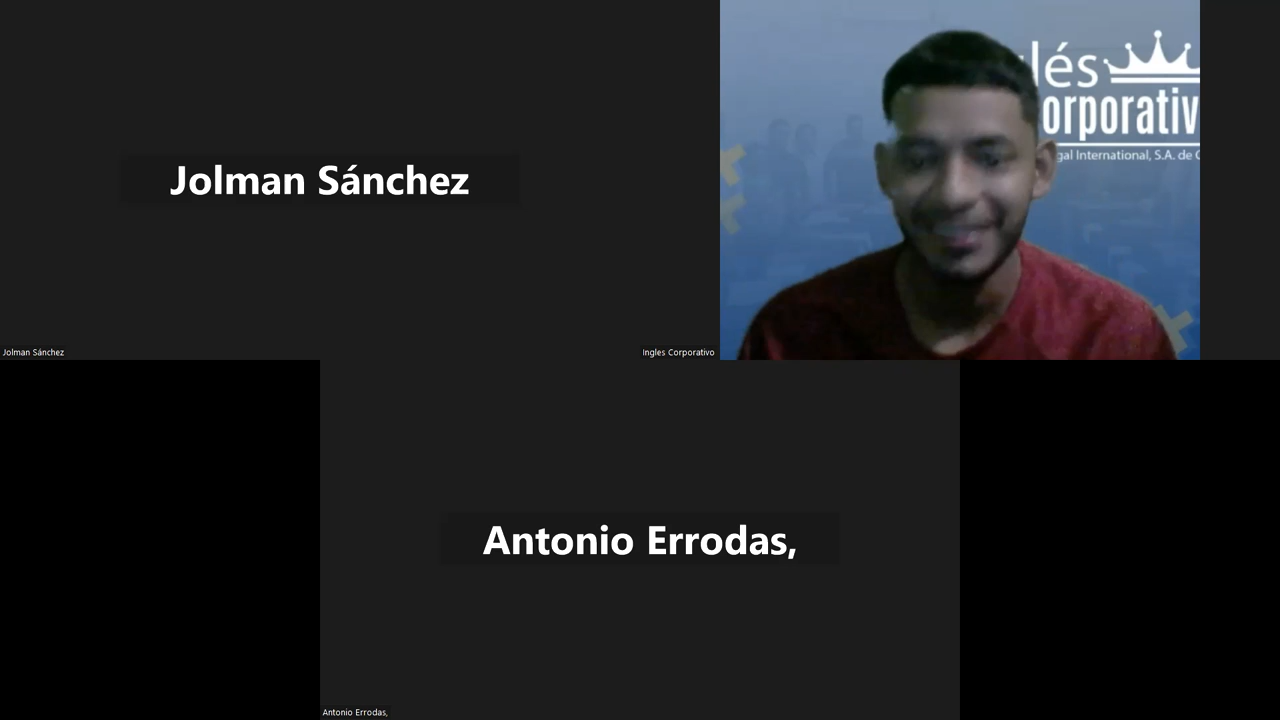 Jolman Sánchez
lés
orporativ
gal International, S.A. de
Jolman Sánchez
Ingles Corporativo
Antonio Errodas,
Antonio Errodas,